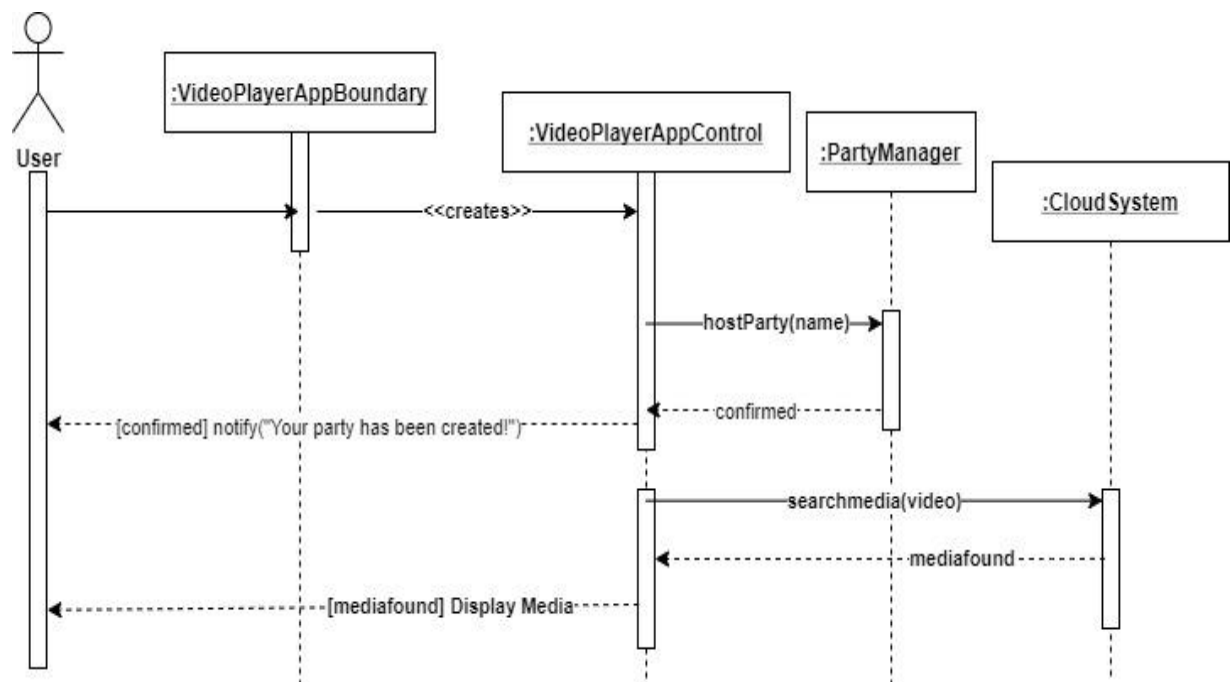 :VideoPlayerAppBoundary
:VideoPlayerAppControl
:PartyManager
User
:CloudSystem
<<creates>>
hostParty(name)
confirmed
[confirmed] notify("Your party has been created!")
searchmedia(video)
mediafound
[mediafound] Display Media